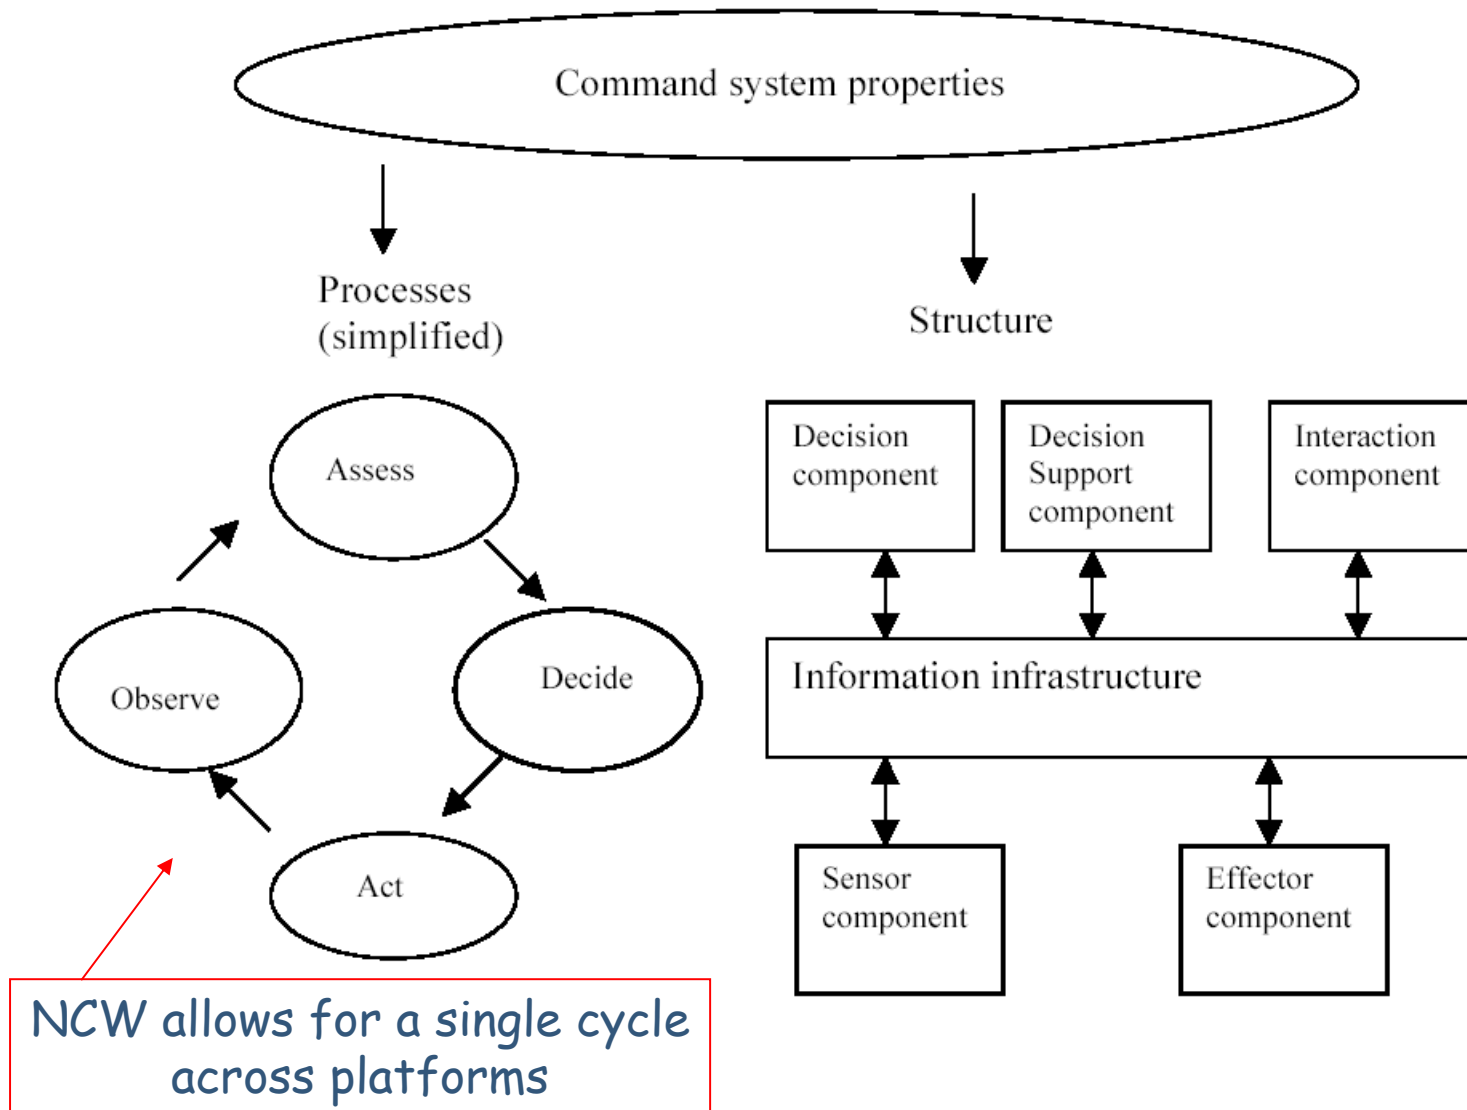 Command system properties
Processes
(simplified)
Structure
Assess
Observe
Decide
Act
Decision
component
Decision
Support
component
Interaction
component
Information infrastructure
Sensor
component
Effector
component
NCW allows for a single cycle
across platforms